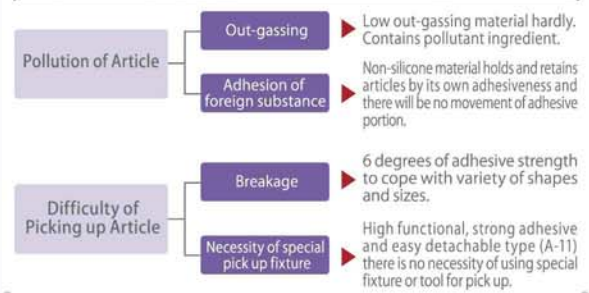 Pollution of Article
Out-gassing
Low out-gassing material hardly.
Contains pollutant ingredient.
Adhesion of
foreign substance
Non-silicone material holds and retains
articles by its own adhesiveness and
there will be no movement of adhesive
portion.
Difficulty of
Picking up Article
Breakage
6 degrees of adhesive strength
to cope with variety of shapes
and sizes.
Necessity of special
pick up fixture
High functional, strong adhesive
and easy detachable type (A-11)
there is no necessity of using special
fixture or tool for pick up.